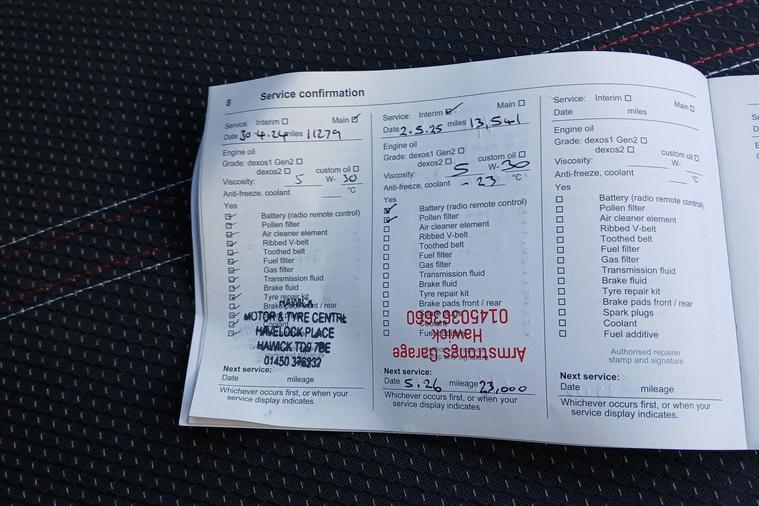 8 Service confirmation
Service: Interim ☐ Main ☑
Date 30.4.24 miles 11279
Engine oil
Grade: dexos1 Gen2 ☐
dexos2 ☐ custom oil ☐
Viscosity: 5 W- 30
Anti-freeze, coolant °C
Yes
☑ Battery (radio remote control)
☑ Pollen filter
☑ Air cleaner element
☑ Ribbed V-belt
☑ Toothed belt
☑ Fuel filter
☑ Gas filter
☑ Transmission fluid
☑ Brake fluid
☑ Tyre repair kit
☑ Brake pads front / rear
HAWICK
MOTOR & TYRE CENTRE
HAVELOCK PLACE
HAWICK TD9 7BE
01450 376232
Next service:
Date mileage
Whichever occurs first, or when your
service display indicates.
Service: Interim ☑ Main ☐
Date 2.5.25 miles 13,541
Engine oil
Grade: dexos1 Gen2 ☐
dexos2 ☐ custom oil ☐
Viscosity: 5 W- 30
Anti-freeze, coolant - 23 °C
Yes
☑ Battery (radio remote control)
☑ Pollen filter
☐ Air cleaner element
☐ Ribbed V-belt
☐ Toothed belt
☐ Fuel filter
☐ Gas filter
☐ Transmission fluid
☐ Brake fluid
☐ Tyre repair kit
☐ Brake pads front / rear
Armstrongs Garage
Hawick
Next service:
Date 5.26 mileage 23,000
Whichever occurs first, or when your
service display indicates.
Service: Interim ☐ Main ☐
Date miles
Engine oil
Grade: dexos1 Gen2 ☐
dexos2 ☐ custom oil ☐
Viscosity: W-
Anti-freeze, coolant °C
Yes
☐ Battery (radio remote control)
☐ Pollen filter
☐ Air cleaner element
☐ Ribbed V-belt
☐ Toothed belt
☐ Fuel filter
☐ Gas filter
☐ Transmission fluid
☐ Brake fluid
☐ Tyre repair kit
☐ Brake pads front / rear
☐ Spark plugs
☐ Coolant
☐ Fuel additive
Authorised repairer
stamp and signature
Next service:
Date mileage
Whichever occurs first, or when your
service display indicates.